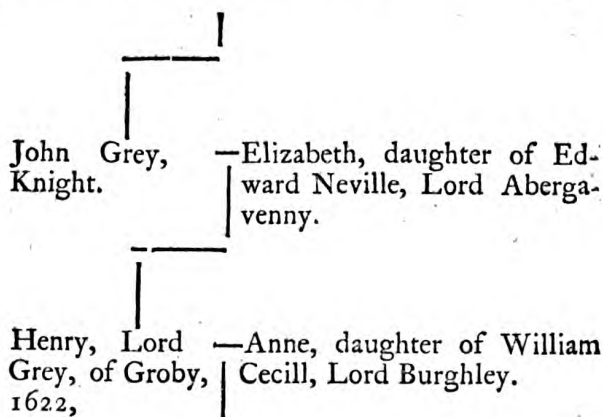 John Grey, —Elizabeth, daughter of Ed-
Knight. ward Neville, Lord Aberga-
venny.
Henry, Lord —Anne, daughter of William
Grey, of Groby, Cecill, Lord Burghley.
1622,